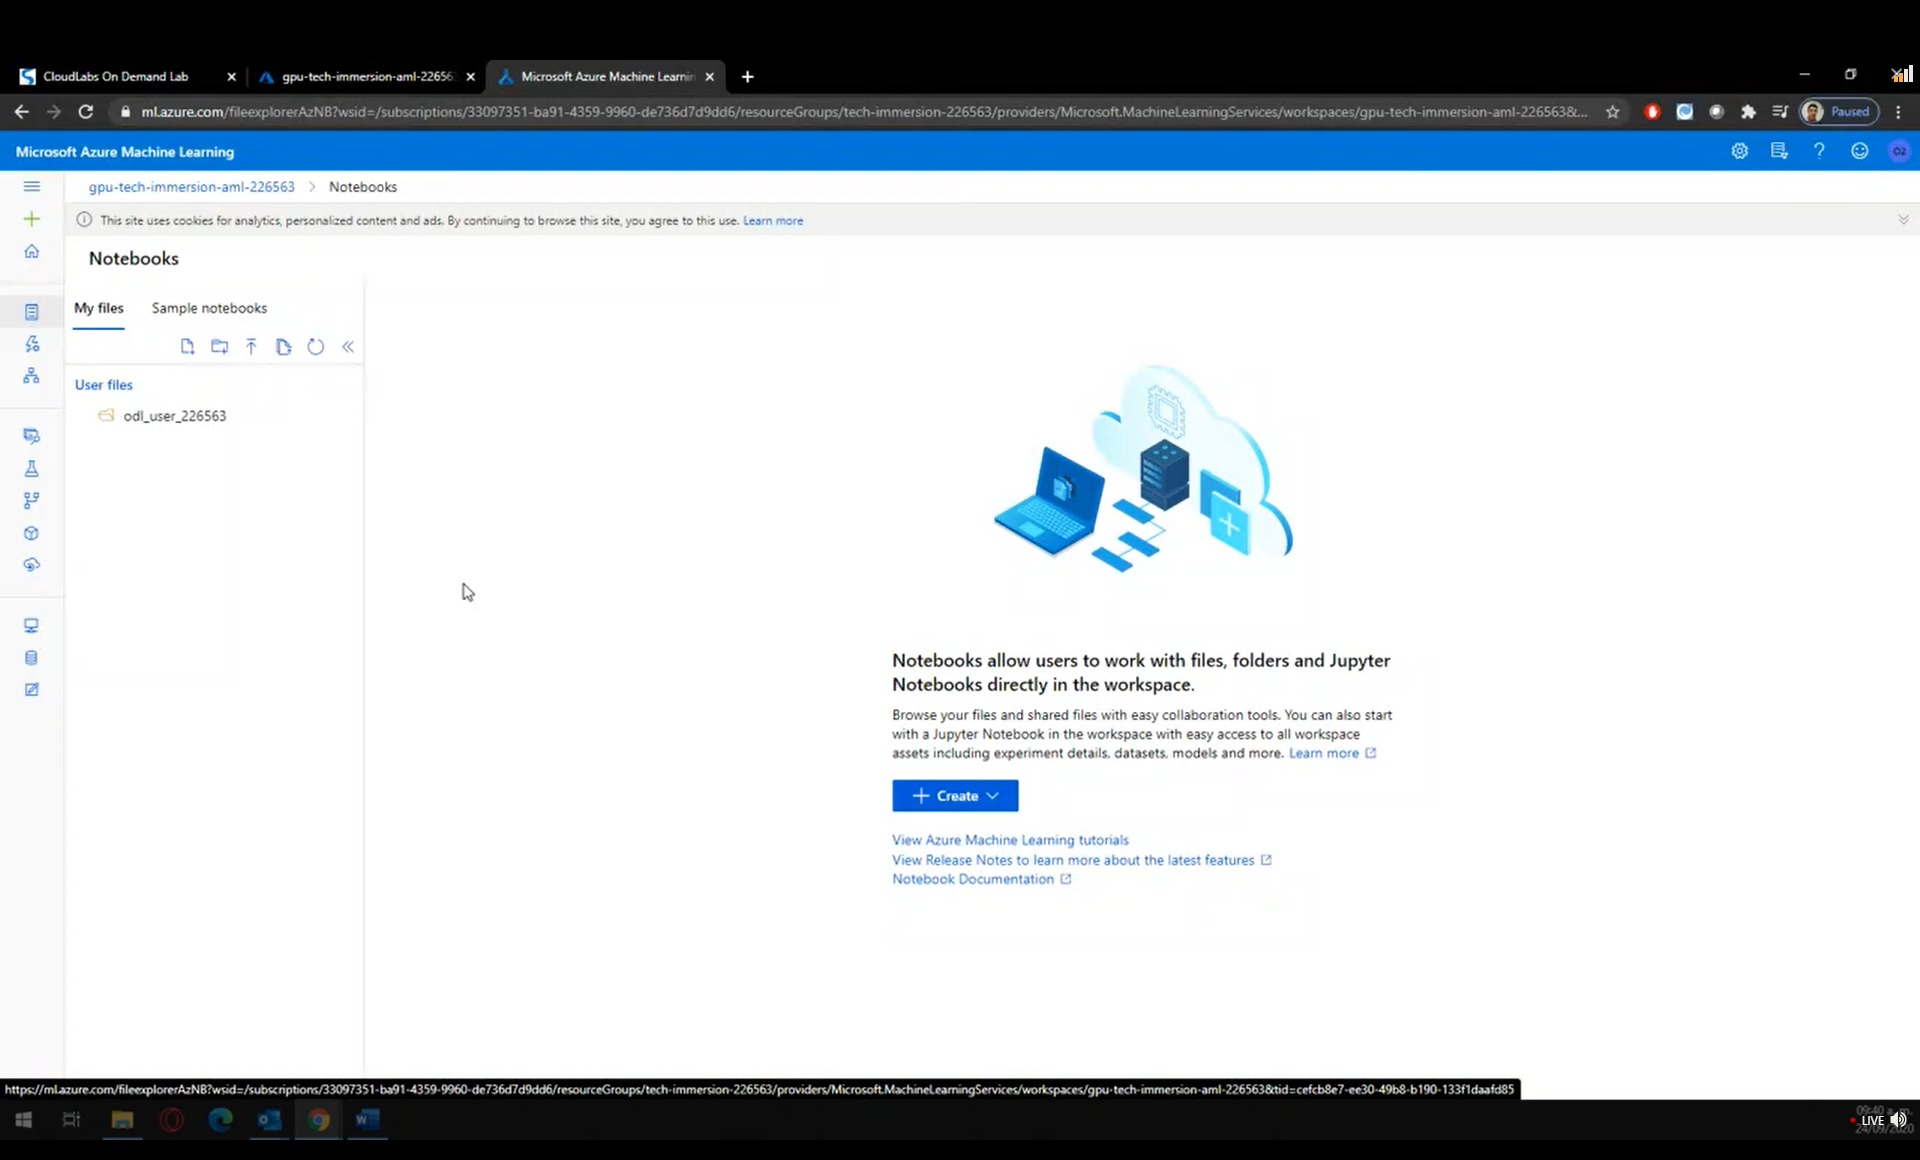 CloudLabs On Demand Lab
gpu-tech-immersion-aml-22656
Microsoft Azure Machine Learnin
ml.azure.com/fileexplorerAzNB?wsid=/subscriptions/33097351-ba91-4359-9960-de736d7d9dd6/resourceGroups/tech-immersion-226563/providers/Microsoft.MachineLearningServices/workspaces/gpu-tech-immersion-aml-226563&...
Paused
Microsoft Azure Machine Learning
OZ
gpu-tech-immersion-aml-226563 > Notebooks
This site uses cookies for analytics, personalized content and ads. By continuing to browse this site, you agree to this use. Learn more
Notebooks
My files Sample notebooks
User files
odl_user_226563
Notebooks allow users to work with files, folders and Jupyter
Notebooks directly in the workspace.
Browse your files and shared files with easy collaboration tools. You can also start
with a Jupyter Notebook in the workspace with easy access to all workspace
assets including experiment details, datasets, models and more. Learn more
Create
View Azure Machine Learning tutorials
View Release Notes to learn more about the latest features
Notebook Documentation
https://ml.azure.com/fileexplorerAzNB?wsid=/subscriptions/33097351-ba91-4359-9960-de736d7d9dd6/resourceGroups/tech-immersion-226563/providers/Microsoft.MachineLearningServices/workspaces/gpu-tech-immersion-aml-226563&tid=cefcb8e7-ee30-49b8-b190-133f1daafd85
09:40 a. m.
LIVE
24/09/2020